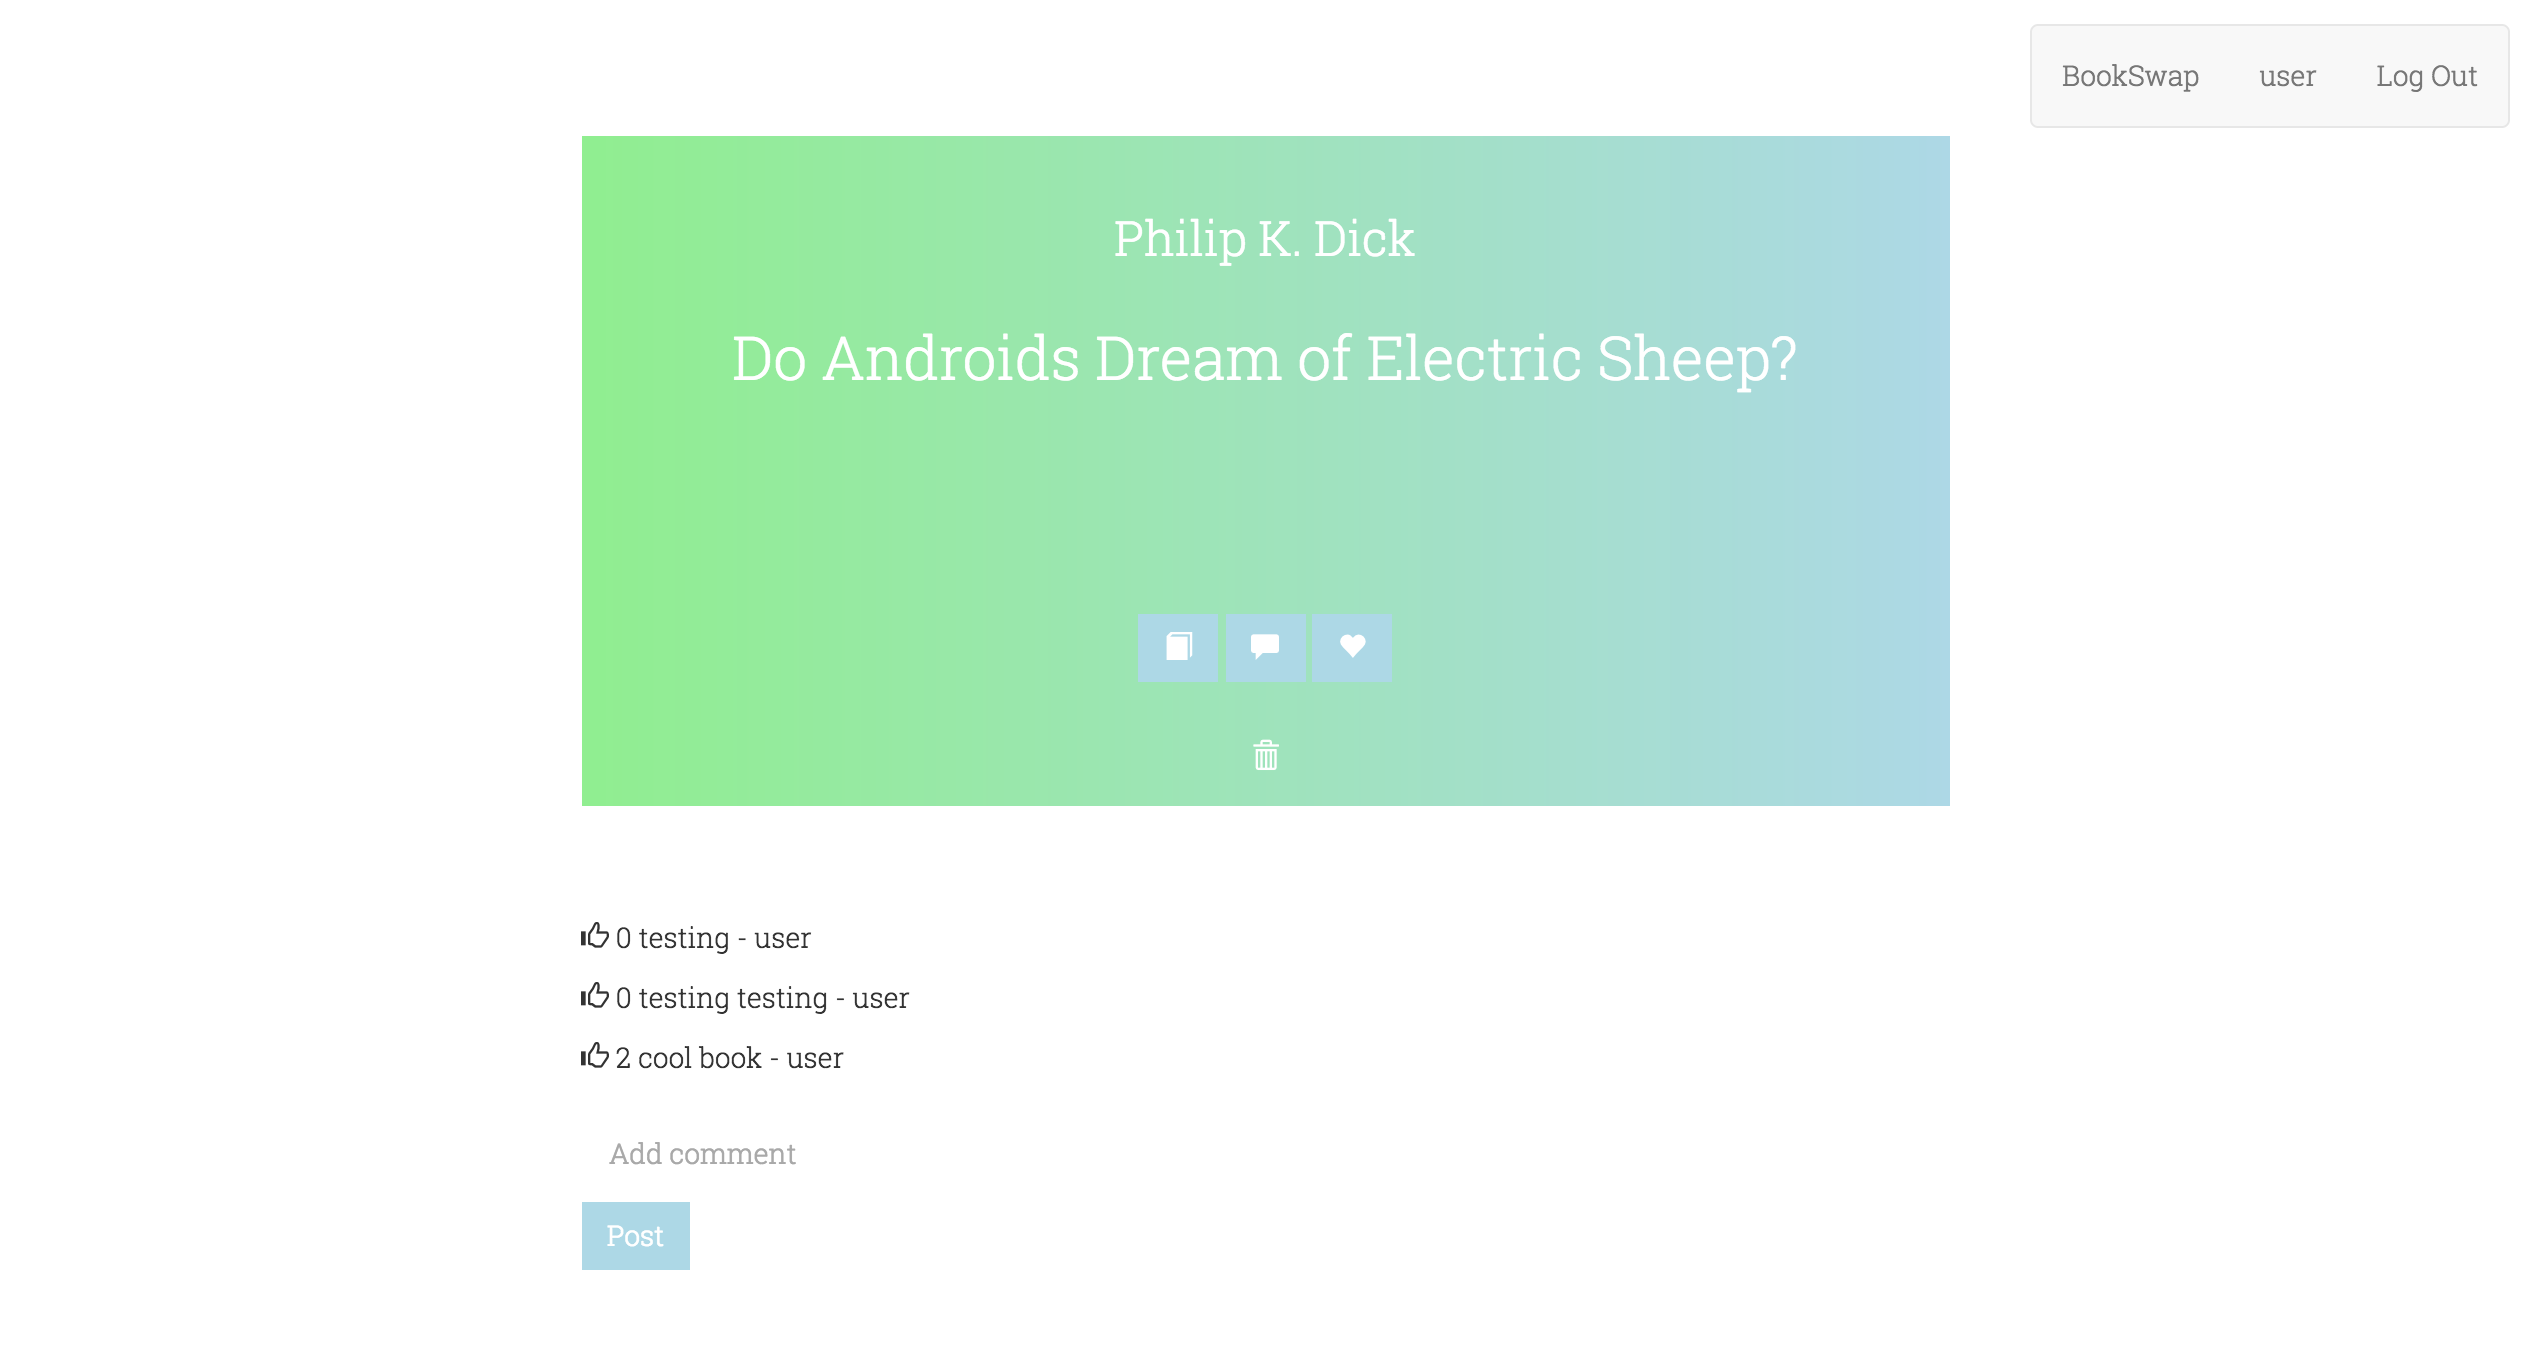 BookSwap user Log Out
Philip K. Dick
Do Androids Dream of Electric Sheep?
0 testing - user
0 testing testing - user
2 cool book - user
Add comment
Post